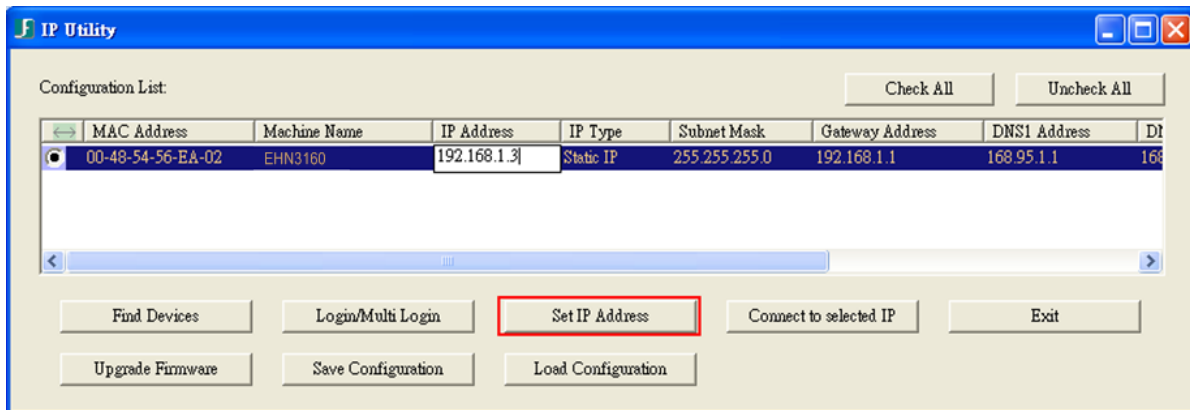 IP Utility
Configuration List:
Check All
Uncheck All
MAC Address Machine Name IP Address IP Type Subnet Mask Gateway Address DNS1 Address
00-48-54-56-EA-02 EHN3160 192.168.1.3 Static IP 255.255.255.0 192.168.1.1 168.95.1.1 168
Find Devices Login/Multi Login Set IP Address Connect to selected IP Exit
Upgrade Firmware Save Configuration Load Configuration